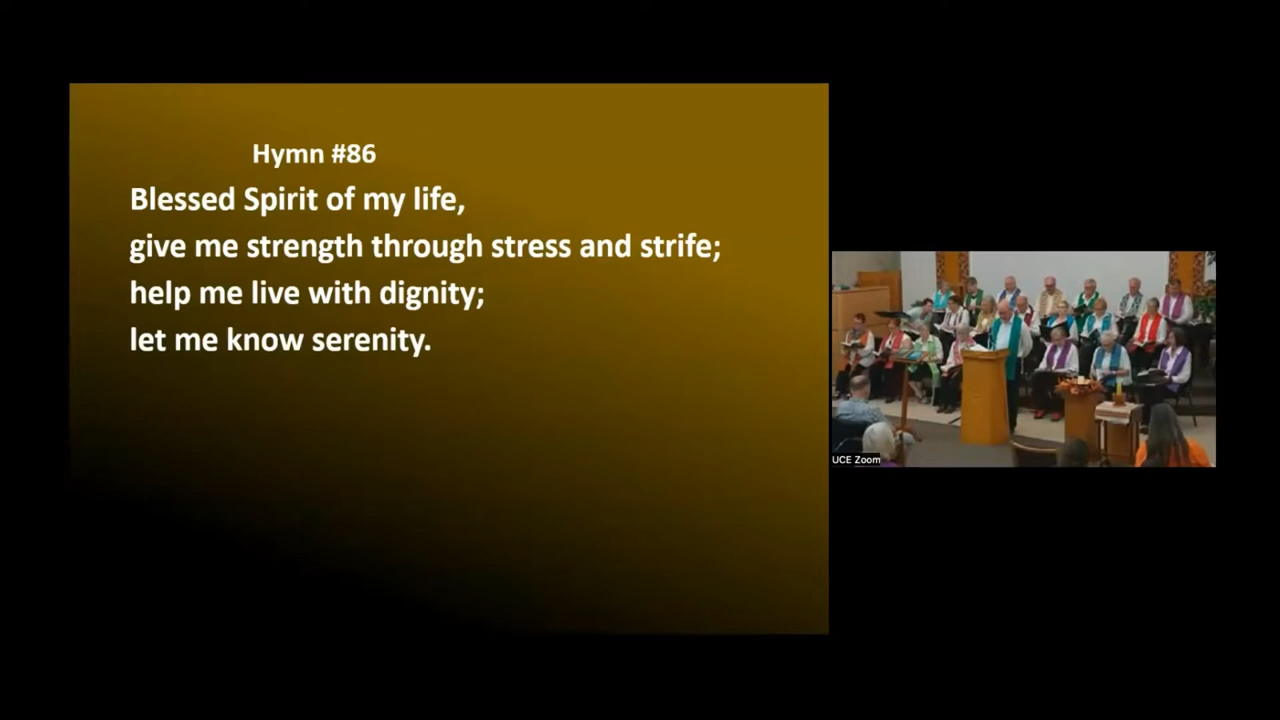 Hymn #86
Blessed Spirit of my life,
give me strength through stress and strife;
help me live with dignity;
let me know serenity.
UCE Zoom